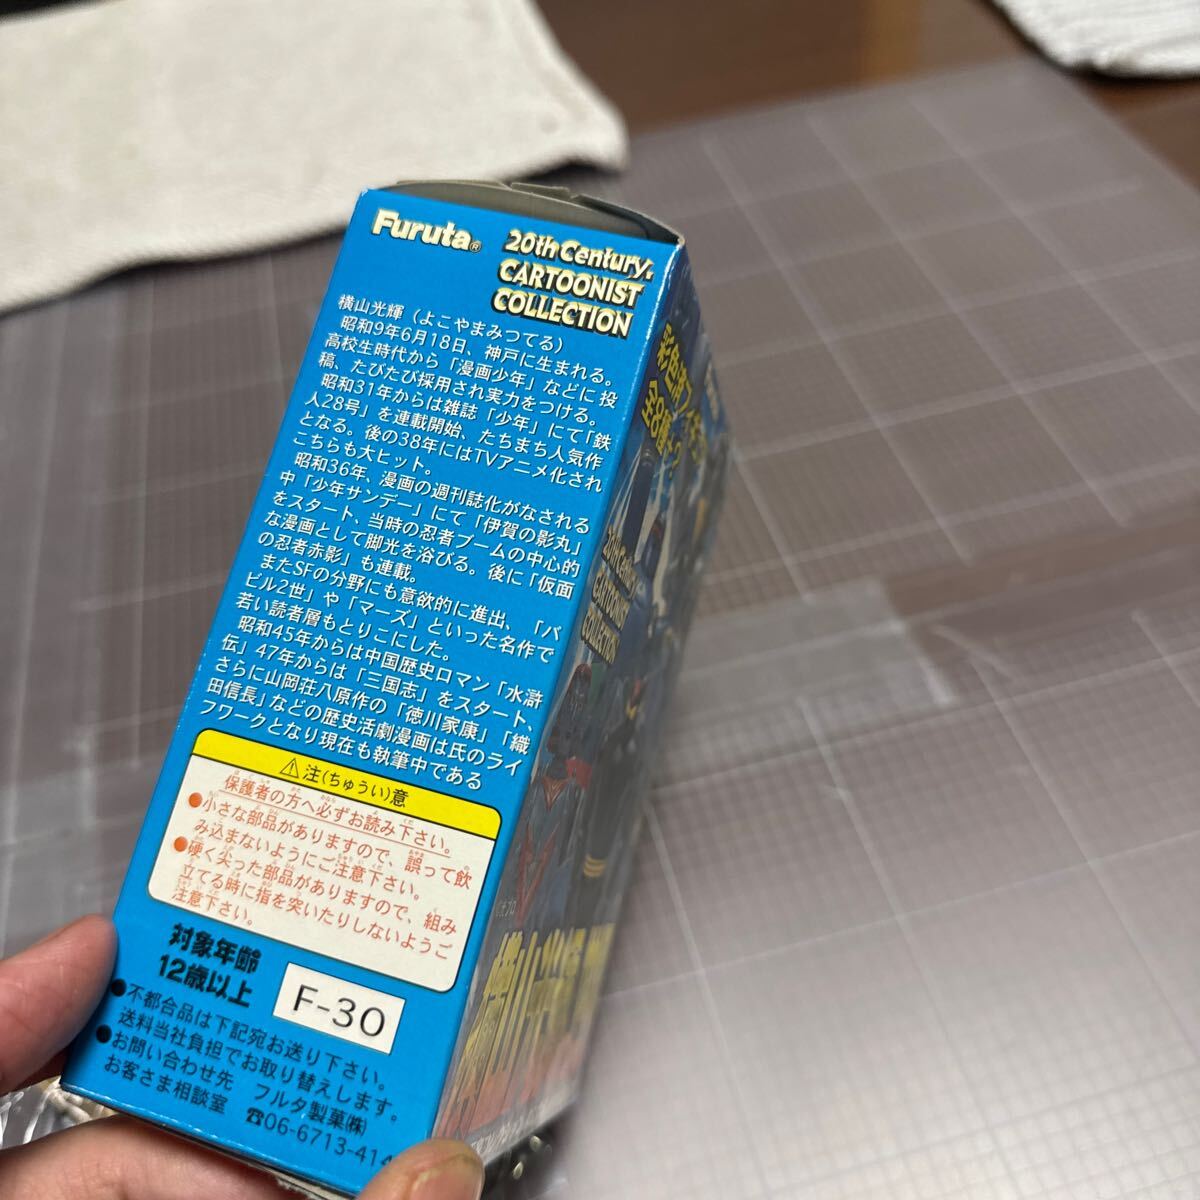 Furuta®
20th Century.
CARTOONIST
COLLECTION
横山光輝（よこやまみつてる）
昭和9年6月18日、神戸に生まれる。
高校生時代から「漫画少年」などに投
稿、たびたび採用され実力をつける。
昭和31年からは雑誌「少年」にて「鉄
人28号」を連載開始、たちまち人気作
となる。後の38年にはTVアニメ化され
こちらも大ヒット。
昭和36年、漫画の週刊誌化がなされる
中「少年サンデー」にて「伊賀の影丸」
をスタート、当時の忍者ブームの中心的
な漫画として脚光を浴びる。後に「仮面
の忍者赤影」も連載。
またSFの分野にも意欲的に進出、「バ
ビル2世」や「マーズ」といった名作で
若い読者層もとりこにした。
昭和45年からは中国歴史ロマン「水滸
伝」47年からは「三国志」をスタート、
さらに山岡荘八原作の「徳川家康」「織
田信長」などの歴史活劇漫画は氏のライ
フワークとなり現在も執筆中である
⚠注(ちゅうい)意
保護者の方へ必ずお読み下さい。
●小さな部品がありますので、誤って飲
み込まないようにご注意下さい。
●硬く尖った部品がありますので、組み
立てる時に指を突いたりしないようご
注意下さい。
対象年齢
12歳以上
F-30
●不都合品は下記宛お送り下さい。
送料当社負担でお取り替えします。
●お問い合わせ先 フルタ製菓㈱
お客さま相談室 ☎06-6713-414
20th Century
CARTOONIST
COLLECTION
横山光輝